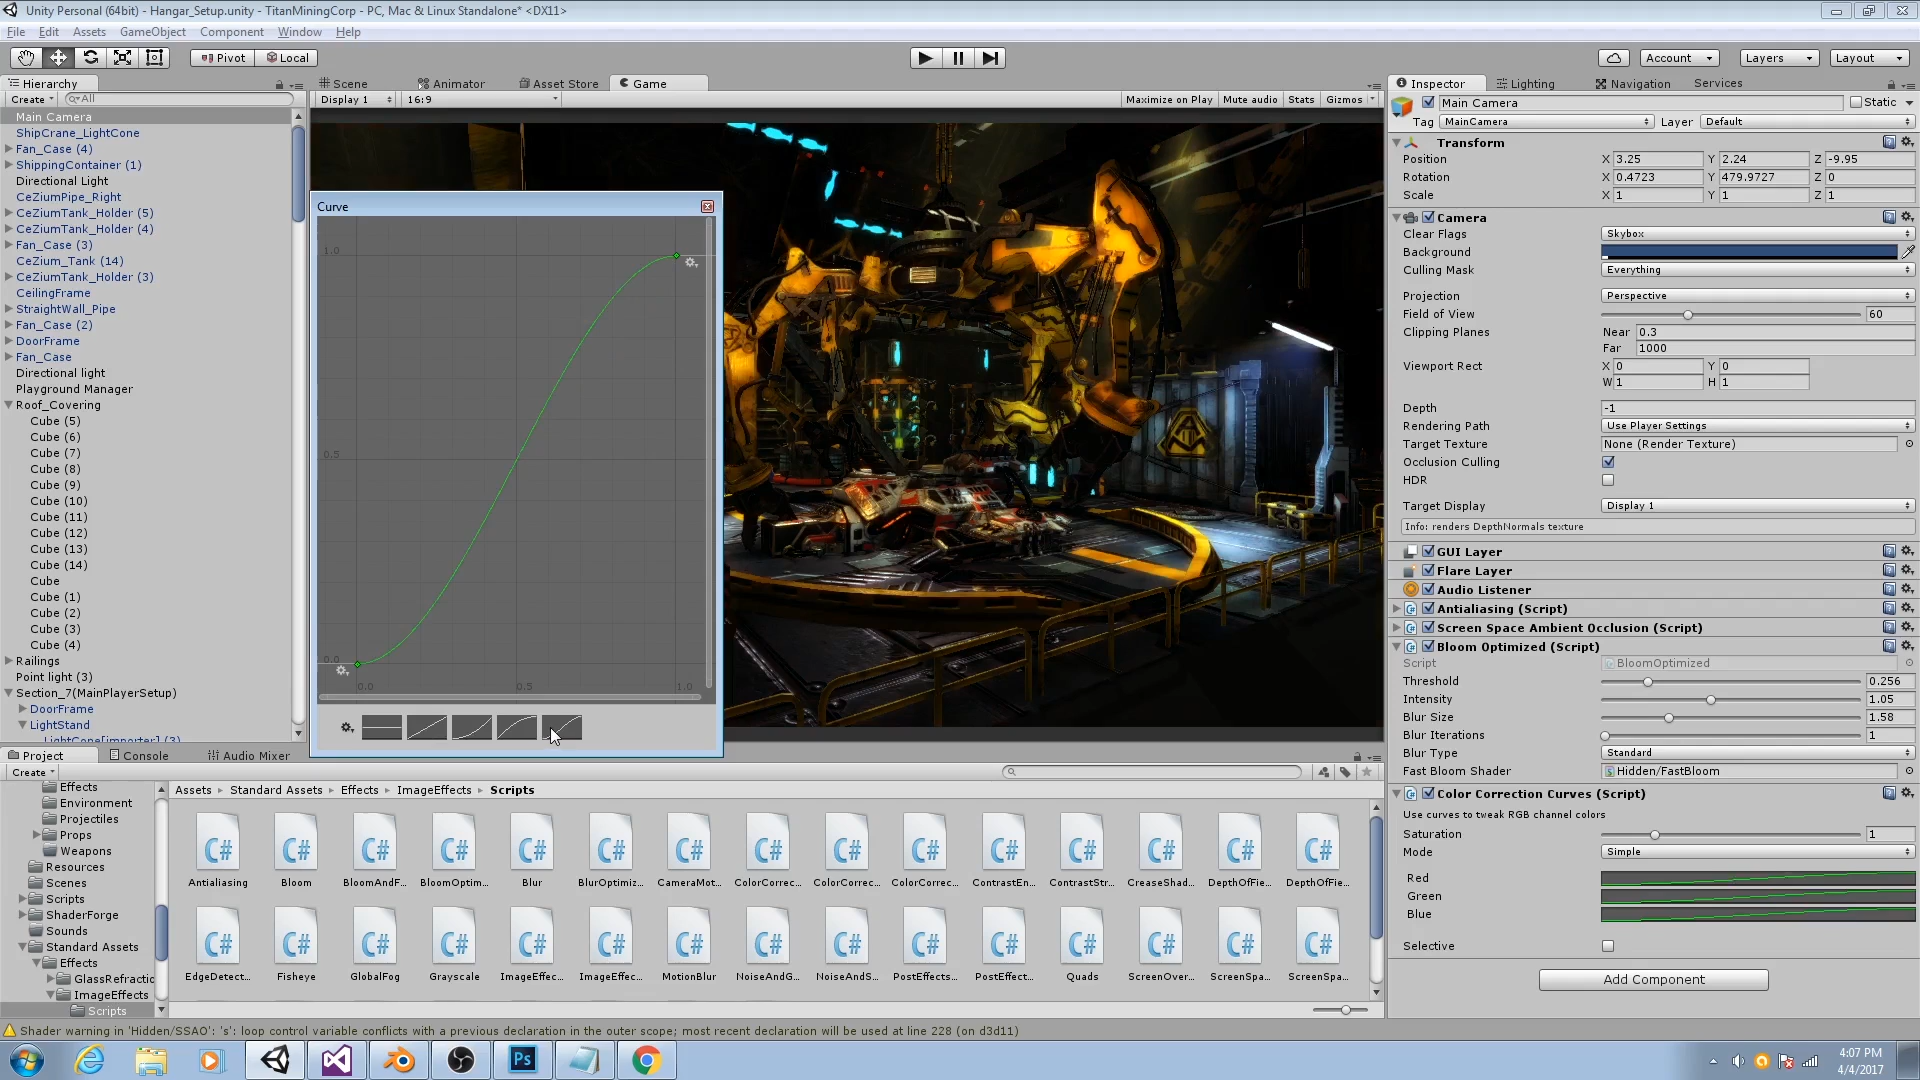 Unity Personal (64bit) - Hangar_Setup.unity - TitanMiningCorp - PC, Mac & Linux Standalone* <DX11>
File Edit Assets GameObject Component Window Help
Pivot Local Account Layers Layout
Hierarchy
Create All
Main Camera
ShipCrane_LightCone
Fan_Case (4)
ShippingContainer (1)
Directional Light
CeZiumPipe_Right
CeZiumTank_Holder (5)
CeZiumTank_Holder (4)
Fan_Case (3)
CeZium_Tank (14)
CeZiumTank_Holder (3)
CeilingFrame
StraightWall_Pipe
Fan_Case (2)
DoorFrame
Fan_Case
Directional light
Playground Manager
Roof_Covering
Cube (5)
Cube (6)
Cube (7)
Cube (8)
Cube (9)
Cube (10)
Cube (11)
Cube (12)
Cube (13)
Cube (14)
Cube
Cube (1)
Cube (2)
Cube (3)
Cube (4)
Railings
Point light (3)
Section_7(MainPlayerSetup)
DoorFrame
LightStand
LightCone[importer] (3)
Scene Animator Asset Store Game
Display 1 16:9 Maximize on Play Mute audio Stats Gizmos
Curve
1.0
0.5
0.0
0.0 0.5 1.0
Inspector Lighting Navigation Services
Main Camera Static
Tag MainCamera Layer Default
Transform
Position X 3.25 Y 2.24 Z -9.95
Rotation X 0.4723 Y 479.9727 Z 0
Scale X 1 Y 1 Z 1
Camera
Clear Flags Skybox
Background
Culling Mask Everything
Projection Perspective
Field of View 60
Clipping Planes Near 0.3
Far 1000
Viewport Rect X 0 Y 0
W 1 H 1
Depth -1
Rendering Path Use Player Settings
Target Texture None (Render Texture)
Occlusion Culling
HDR
Target Display Display 1
Info: renders DepthNormals texture
GUI Layer
Flare Layer
Audio Listener
Antialiasing (Script)
Screen Space Ambient Occlusion (Script)
Bloom Optimized (Script)
Script BloomOptimized
Threshold 0.256
Intensity 1.05
Blur Size 1.58
Blur Iterations 1
Blur Type Standard
Fast Bloom Shader Hidden/FastBloom
Color Correction Curves (Script)
Use curves to tweak RGB channel colors
Saturation 1
Mode Simple
Red
Green
Blue
Selective
Add Component
Project Console Audio Mixer
Create
Effects
Environment
Projectiles
Props
Weapons
Resources
Scenes
Scripts
ShaderForge
Sounds
Standard Assets
Effects
GlassRefractic
ImageEffects
Scripts
Assets Standard Assets Effects ImageEffects Scripts
C# C# C# C# C# C# C# C# C# C# C# C# C# C# C#
Antialiasing Bloom BloomAndF... BloomOptim... Blur BlurOptimiz... CameraMot... ColorCorrec... ColorCorrec... ColorCorrec... ContrastEn... ContrastStr... CreaseShad... DepthOfFie... DepthOfFie...
C# C# C# C# C# C# C# C# C# C# C# C# C# C# C#
EdgeDetect... Fisheye GlobalFog Grayscale ImageEffec... ImageEffec... MotionBlur NoiseAndG... NoiseAndS... PostEffects... PostEffect... Quads ScreenOver... ScreenSpa... ScreenSpa...
Shader warning in 'Hidden/SSAO': 's': loop control variable conflicts with a previous declaration in the outer scope; most recent declaration will be used at line 228 (on d3d11)
Ps
4:07 PM
4/4/2017